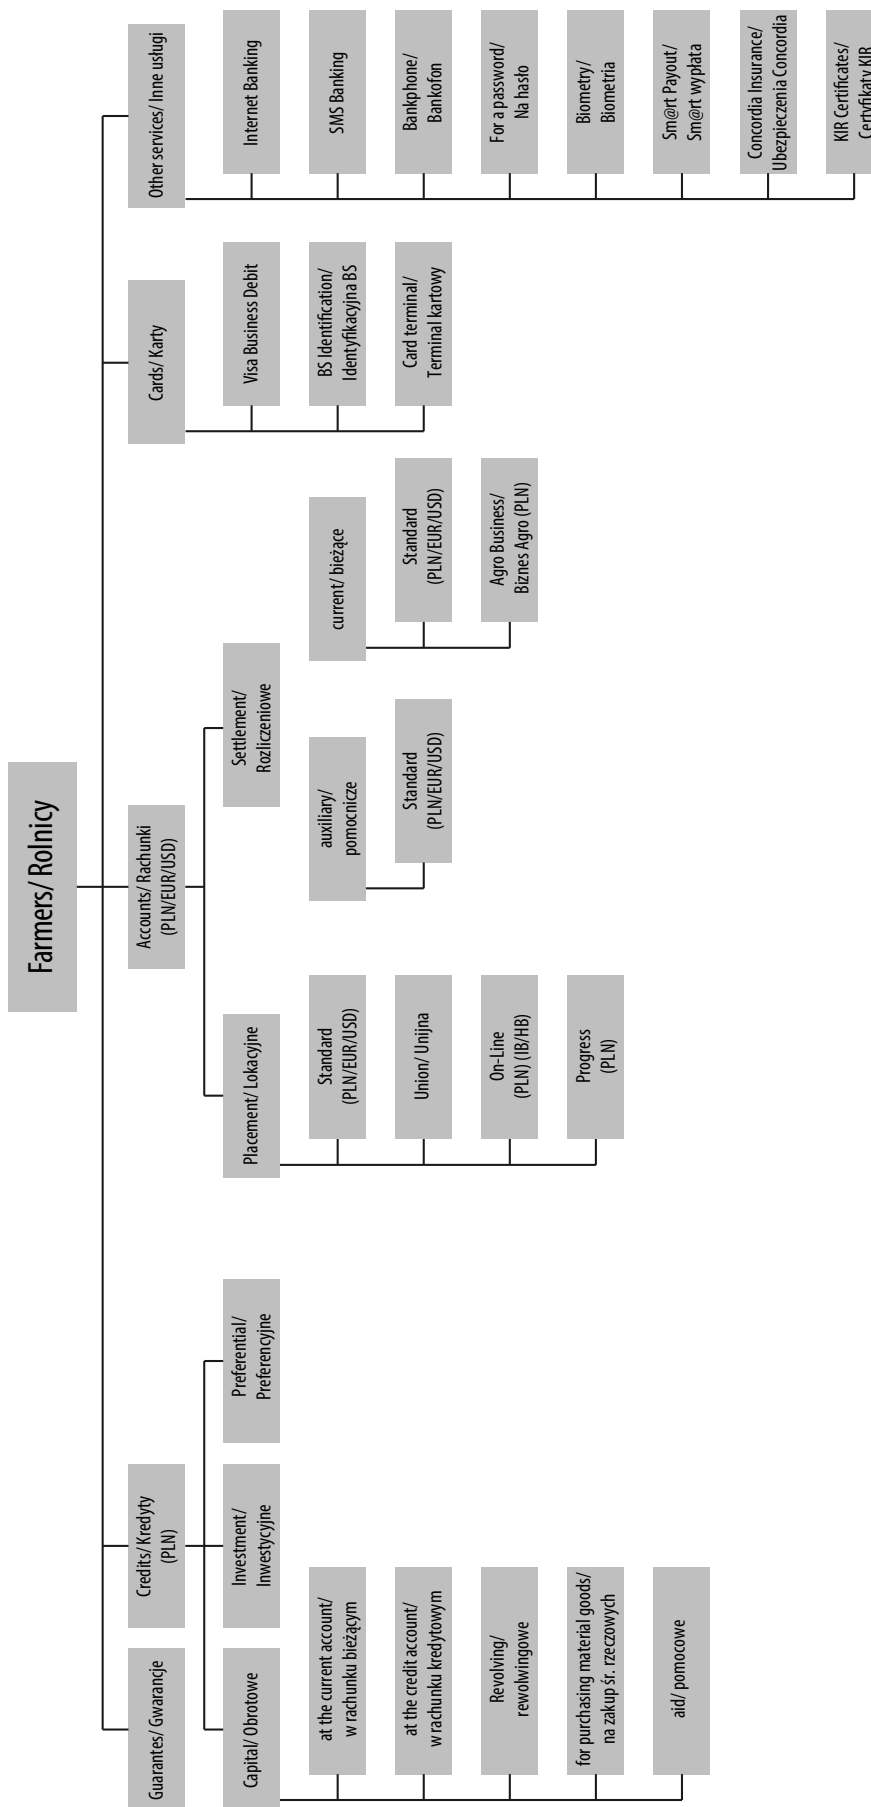 Farmers/ Rolnicy
Guarantes/ Gwarancje
Credits/ Kredyty
(PLN)
Accounts/ Rachunki
(PLN/EUR/USD)
Cards/ Karty
Other services/ Inne usługi
Capital/ Obrotowe
Investment/
Inwestycyjne
Preferential/
Preferencyjne
at the current account/
w rachunku bieżącym
at the credit account/
w rachunku kredytowym
Revolving/
rewolwingowe
for purchasing material goods/
na zakup śr. rzeczowych
aid/ pomocowe
Placement/ Lokacyjne
Settlement/
Rozliczeniowe
Standard
(PLN/EUR/USD)
Union/ Unijna
On-Line
(PLN) (IB/HB)
Progress
(PLN)
auxiliary/
pomocnicze
Standard
(PLN/EUR/USD)
current/ bieżące
Standard
(PLN/EUR/USD)
Agro Business/
Biznes Agro (PLN)
Visa Business Debit
BS Identification/
Identyfikacyjna BS
Card terminal/
Terminal kartowy
Internet Banking
SMS Banking
Bankphone/
Bankofon
For a password/
Na hasło
Biometry/
Biometria
Sm@rt Payout/
Sm@rt wypłata
Concordia Insurance/
Ubezpieczenia Concordia
KIR Certificates/
Certyfikaty KIR